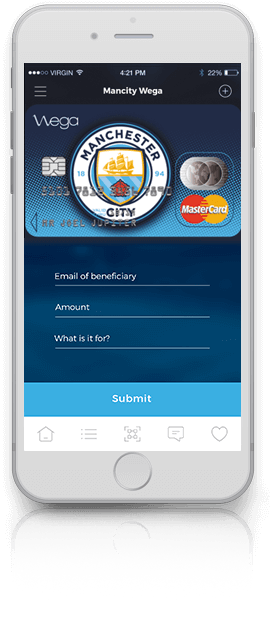 VIRGIN 4:21 PM 22%
Mancity Wega
Wega
MANCHESTER
18 94
CITY
MasterCard
MR JOEL JUPITER
Email of beneficiary
Amount
What is it for?
Submit